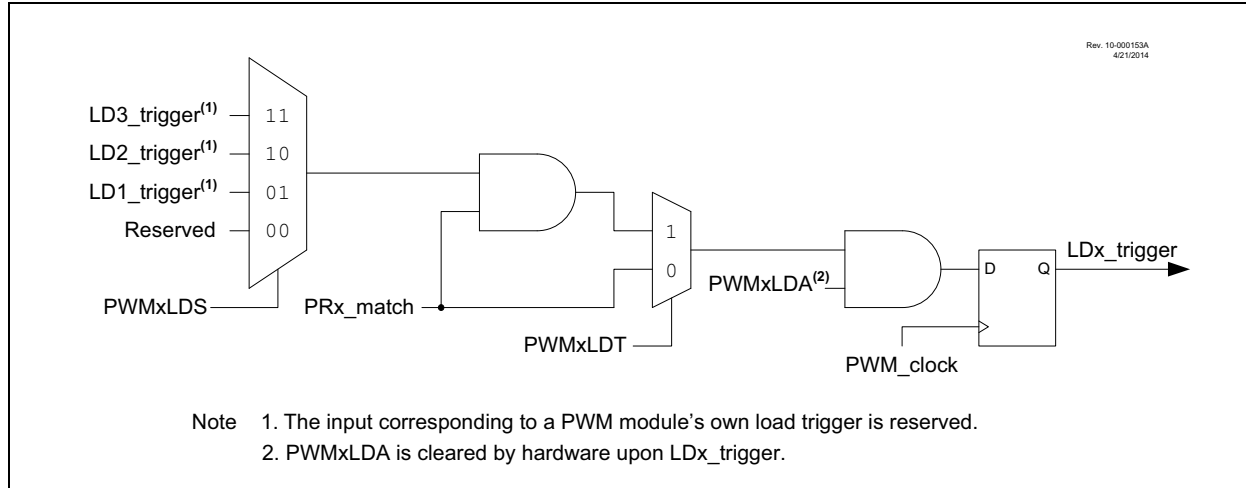 Rev. 10-000153A
4/21/2014
LD3_trigger(1)
11
LD2_trigger(1)
10
LD1_trigger(1)
01
Reserved
00
PWMxLDS
PRx_match
1
0
PWMxLDT
PWMxLDA(2)
D
Q
LDx_trigger
PWM_clock
Note 1. The input corresponding to a PWM module's own load trigger is reserved.
2. PWMxLDA is cleared by hardware upon LDx_trigger.